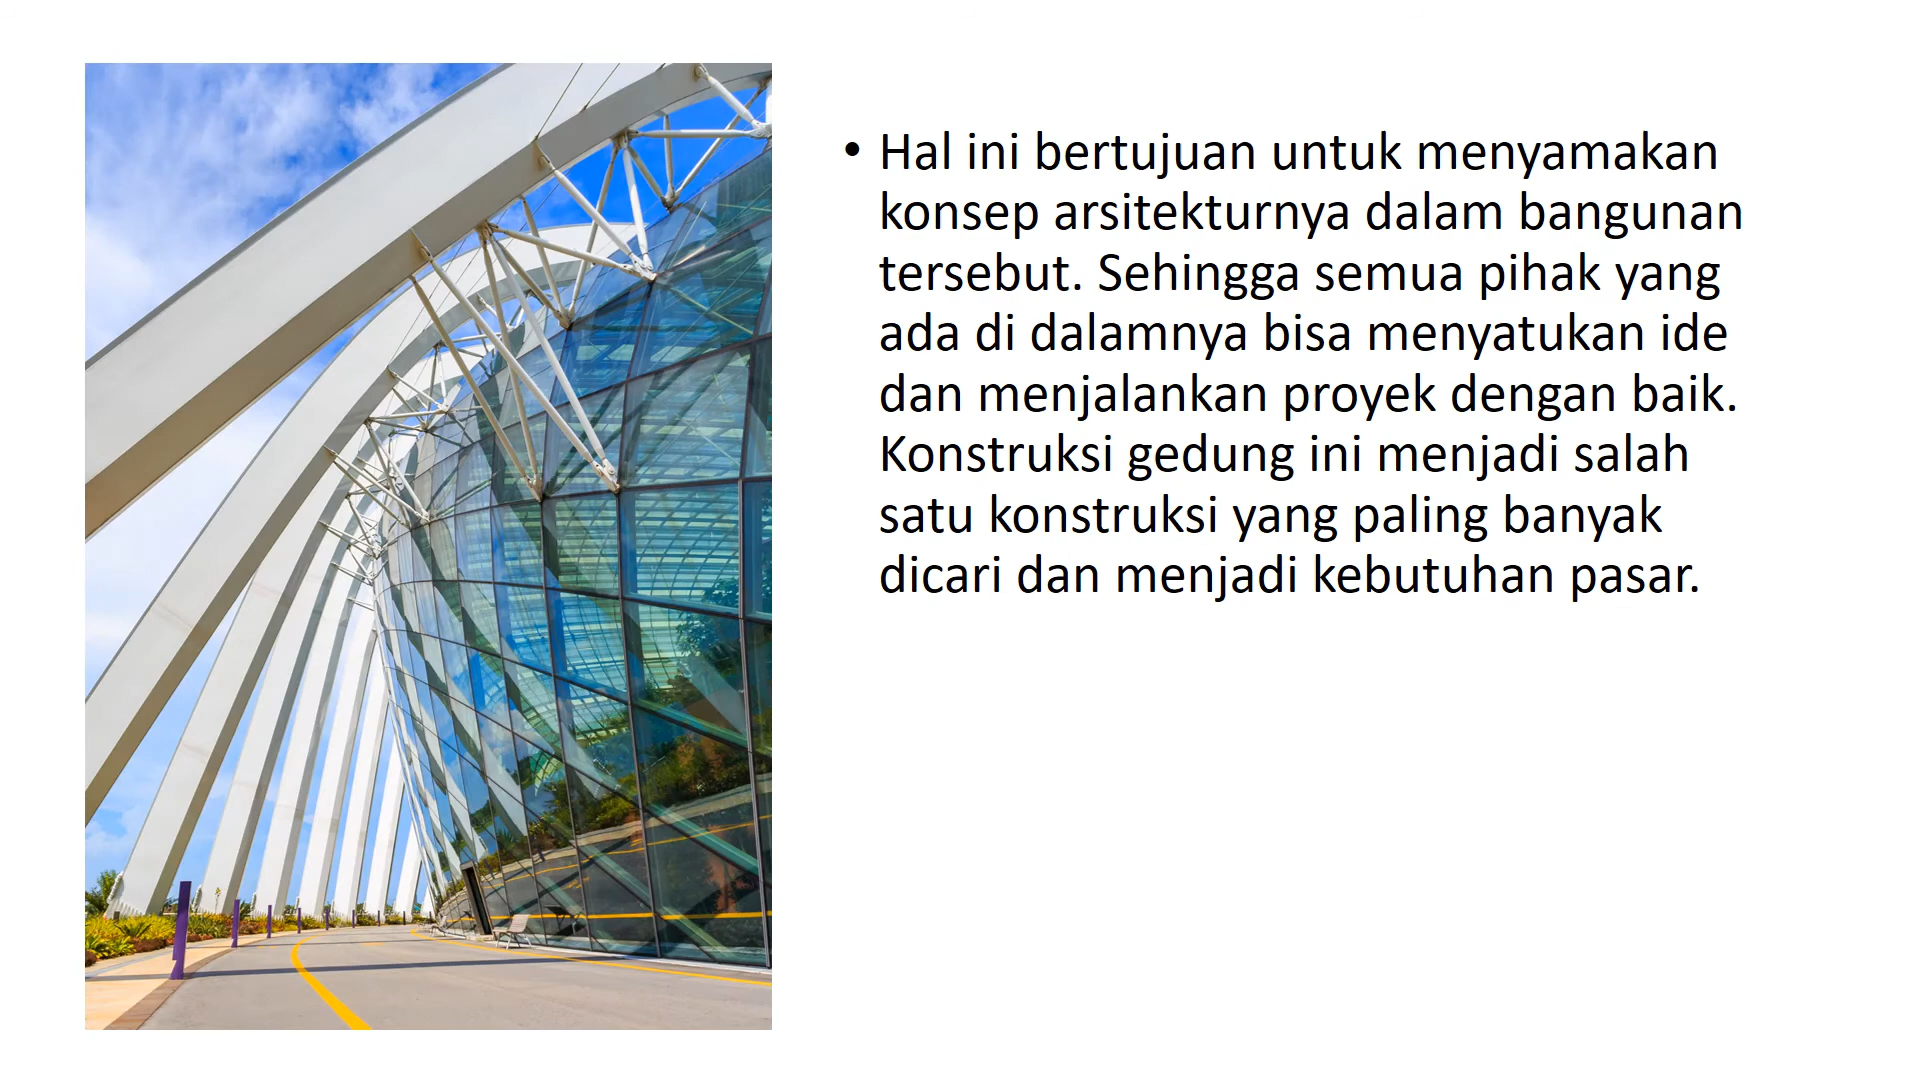 • Hal ini bertujuan untuk menyamakan
konsep arsitekturnya dalam bangunan
tersebut. Sehingga semua pihak yang
ada di dalamnya bisa menyatukan ide
dan menjalankan proyek dengan baik.
Konstruksi gedung ini menjadi salah
satu konstruksi yang paling banyak
dicari dan menjadi kebutuhan pasar.